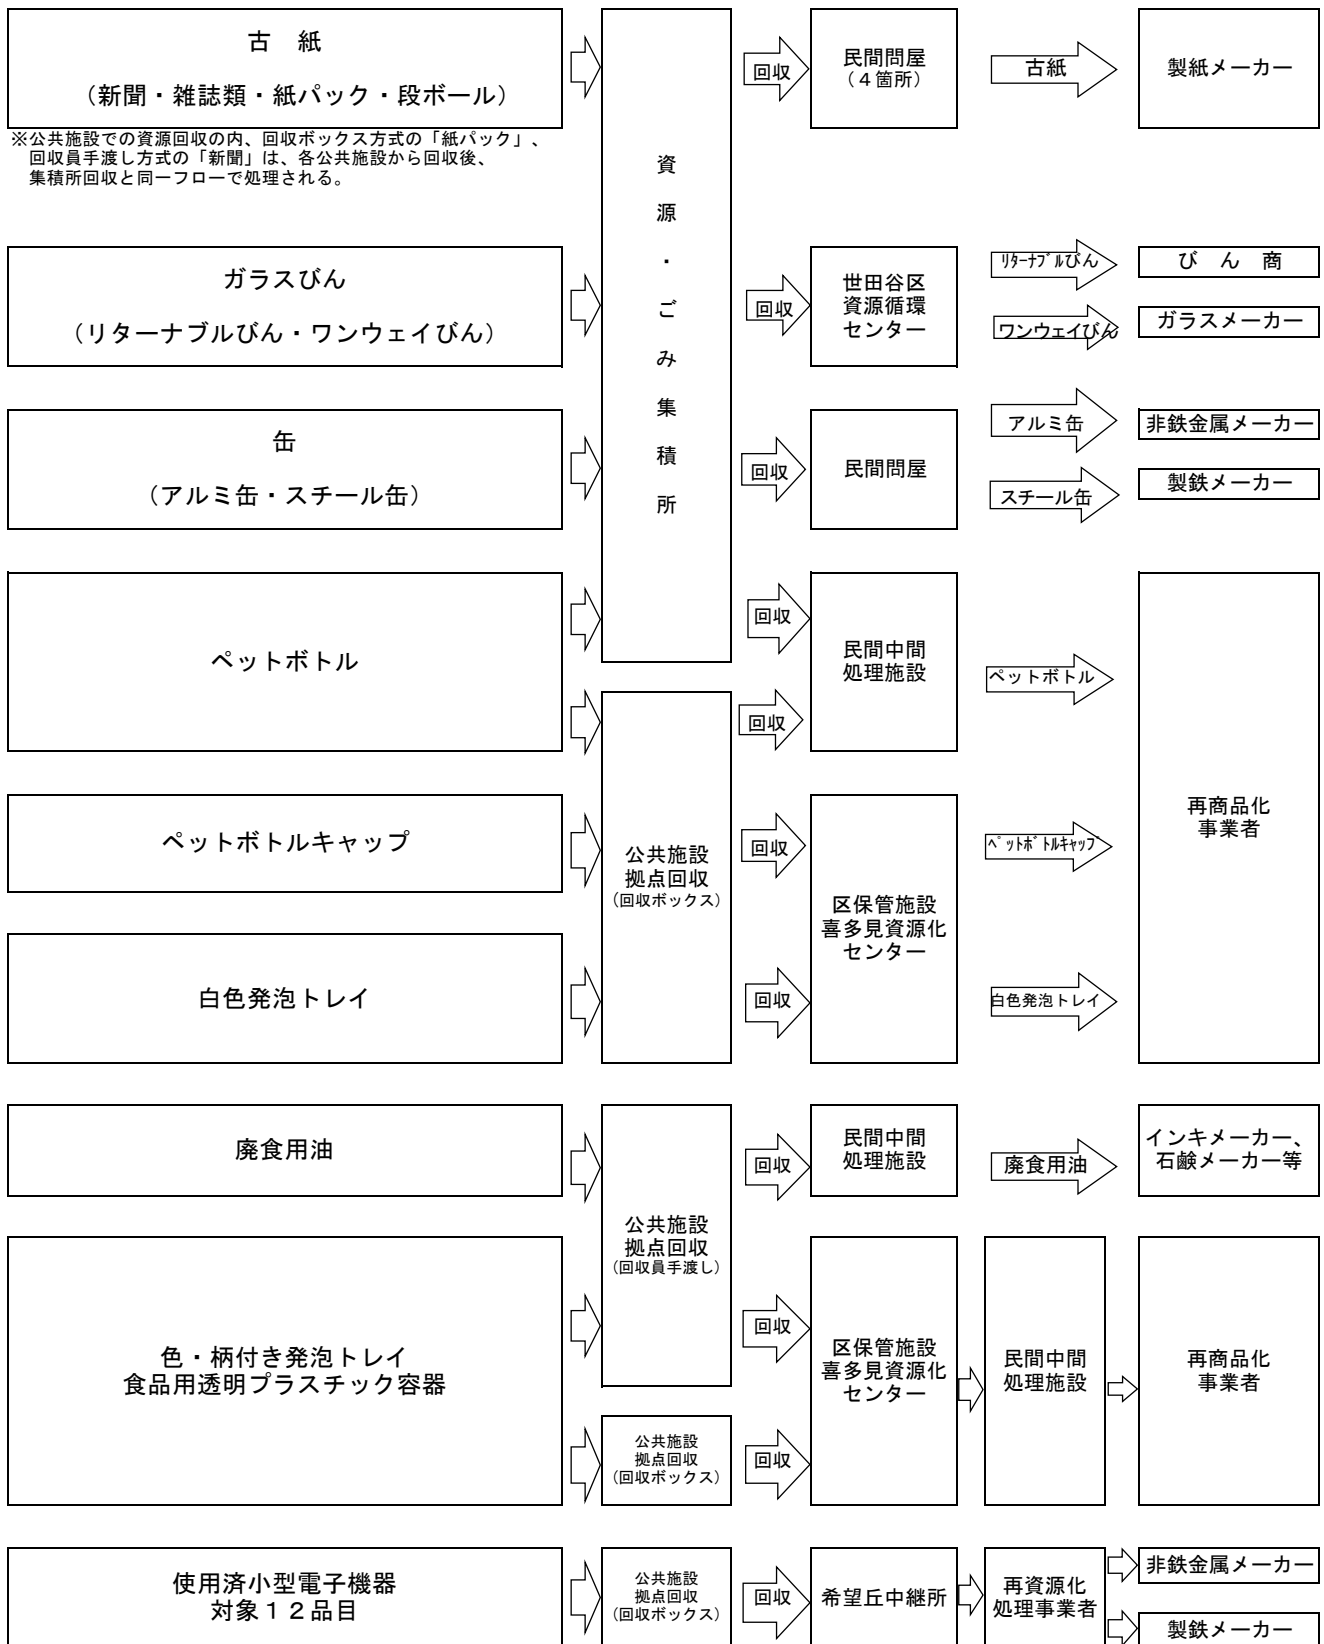 古　紙
（新聞・雑誌類・紙パック・段ボール）
※公共施設での資源回収の内、回収ボックス方式の「紙パック」、
回収員手渡し方式の「新聞」は、各公共施設から回収後、
集積所回収と同一フローで処理される。
資源・ごみ集積所
回収
民間問屋
（４箇所）
古紙
製紙メーカー
ガラスびん
（リターナブルびん・ワンウェイびん）
回収
世田谷区
資源循環
センター
ﾘﾀｰﾅﾌﾞﾙびん
び　ん　商
ワンウェイびん
ガラスメーカー
缶
（アルミ缶・スチール缶）
回収
民間問屋
アルミ缶
非鉄金属メーカー
スチール缶
製鉄メーカー
ペットボトル
回収
回収
民間中間
処理施設
ペットボトル
再商品化
事業者
ペットボトルキャップ
公共施設
拠点回収
（回収ボックス）
回収
区保管施設
喜多見資源化
センター
ﾍﾟｯﾄﾎﾞﾄﾙｷｬｯﾌﾟ
白色発泡トレイ
回収
白色発泡トレイ
廃食用油
公共施設
拠点回収
（回収員手渡し）
回収
民間中間
処理施設
廃食用油
インキメーカー、
石鹸メーカー等
色・柄付き発泡トレイ
食品用透明プラスチック容器
回収
公共施設
拠点回収
（回収ボックス）
回収
区保管施設
喜多見資源化
センター
民間中間
処理施設
再商品化
事業者
使用済小型電子機器
対象１２品目
公共施設
拠点回収
（回収ボックス）
回収
希望丘中継所
再資源化
処理事業者
非鉄金属メーカー
製鉄メーカー